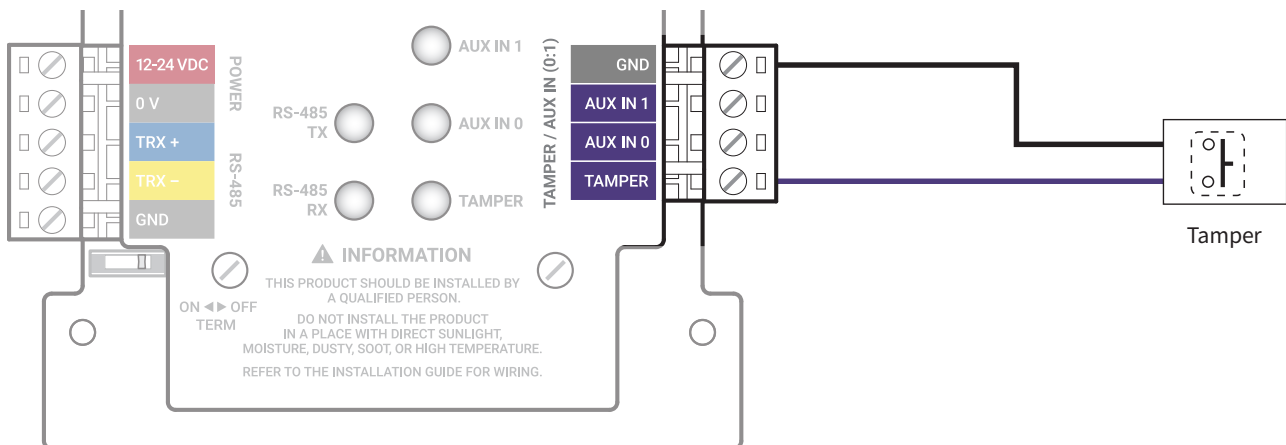 12-24 VDC
0 V
TRX +
TRX –
GND
POWER
RS-485
AUX IN 1
RS-485
TX
AUX IN 0
RS-485
RX
TAMPER
TAMPER / AUX IN (0:1)
GND
AUX IN 1
AUX IN 0
TAMPER
Tamper
INFORMATION
THIS PRODUCT SHOULD BE INSTALLED BY
A QUALIFIED PERSON.
DO NOT INSTALL THE PRODUCT
IN A PLACE WITH DIRECT SUNLIGHT,
MOISTURE, DUSTY, SOOT, OR HIGH TEMPERATURE.
REFER TO THE INSTALLATION GUIDE FOR WIRING.
ON ◄► OFF
TERM